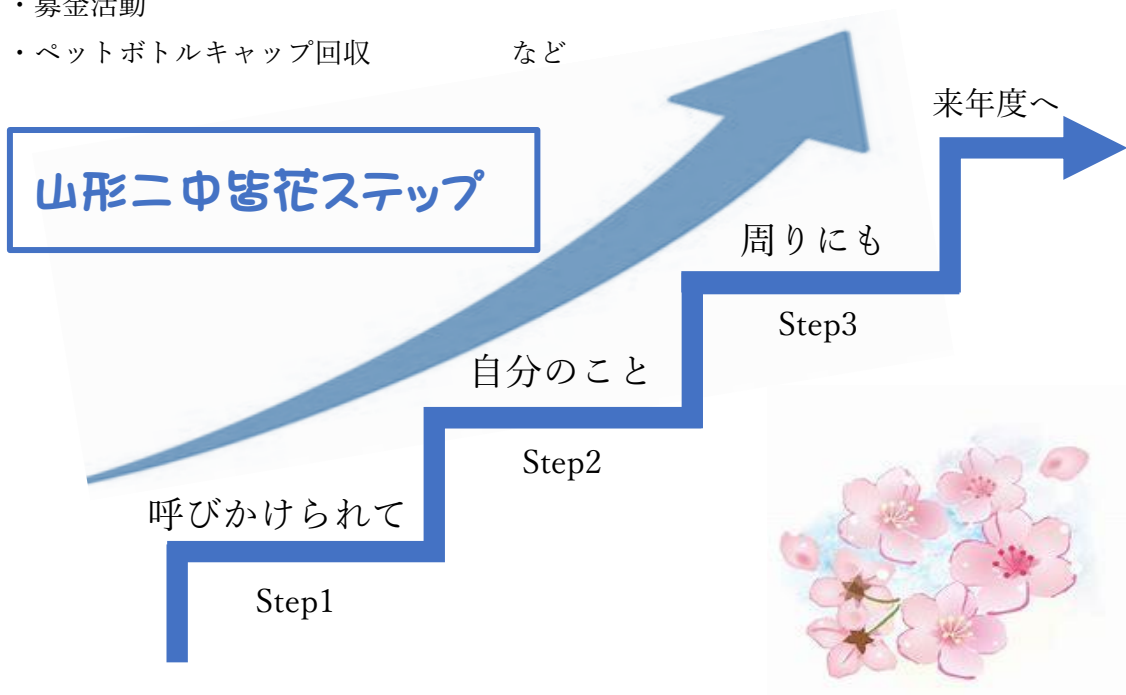 ・募金活動
・ペットボトルキャップ回収 など
来年度へ
山形二中皆花ステップ
周りにも
Step3
自分のこと
Step2
呼びかけられて
Step1